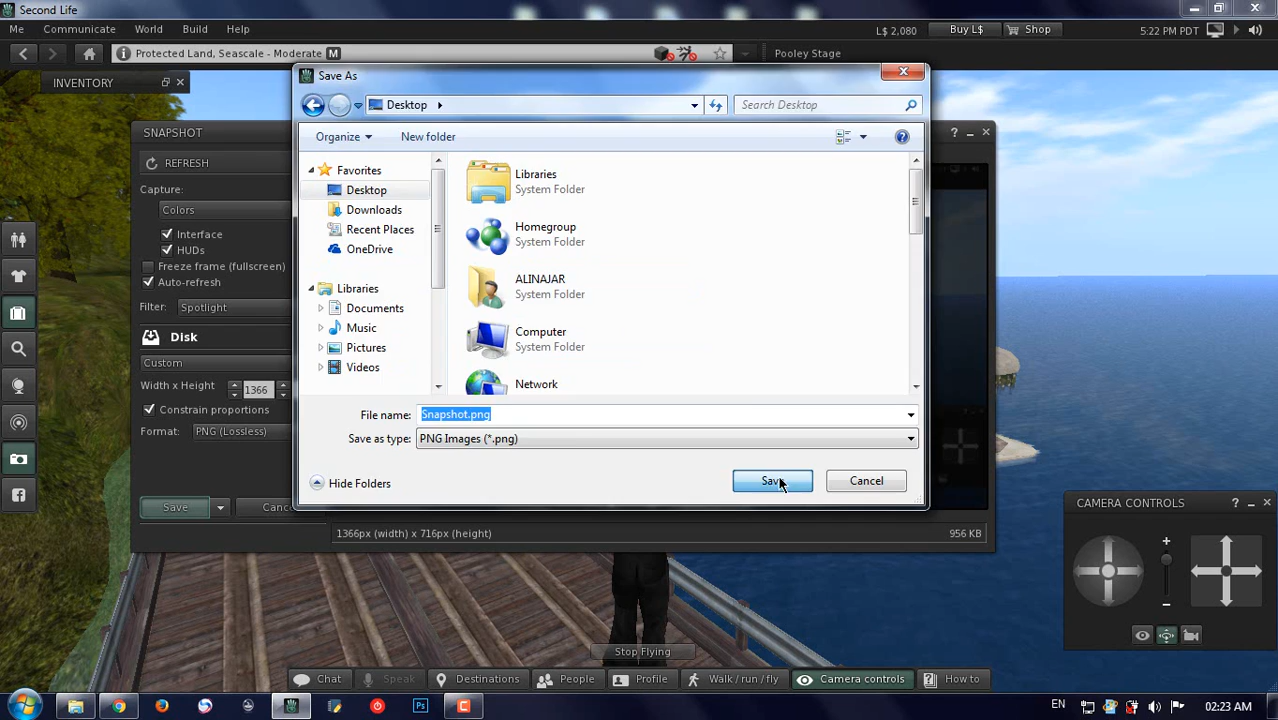 Second Life
Me Communicate World Build Help
L$ 2,080 Buy L$ Shop 5:22 PM PDT
Protected Land, Seascale - Moderate M
Pooley Stage
INVENTORY
Save As
Desktop
Search Desktop
Organize New folder
Favorites
Desktop
Downloads
Recent Places
OneDrive
Libraries
Documents
Music
Pictures
Videos
Libraries
System Folder
Homegroup
System Folder
ALINAJAR
System Folder
Computer
System Folder
Network
File name: Snapshot.png
Save as type: PNG Images (*.png)
Hide Folders
Save Cancel
SNAPSHOT
REFRESH
Capture:
Colors
Interface
HUDs
Freeze frame (fullscreen)
Auto-refresh
Filter: Spotlight
Disk
Custom
Width x Height 1366
Constrain proportions
Format: PNG (Lossless)
Save
1366px (width) x 716px (height) 956 KB
CAMERA CONTROLS
Stop Flying
Chat Speak Destinations People Profile Walk / run / fly Camera controls How to
EN 02:23 AM